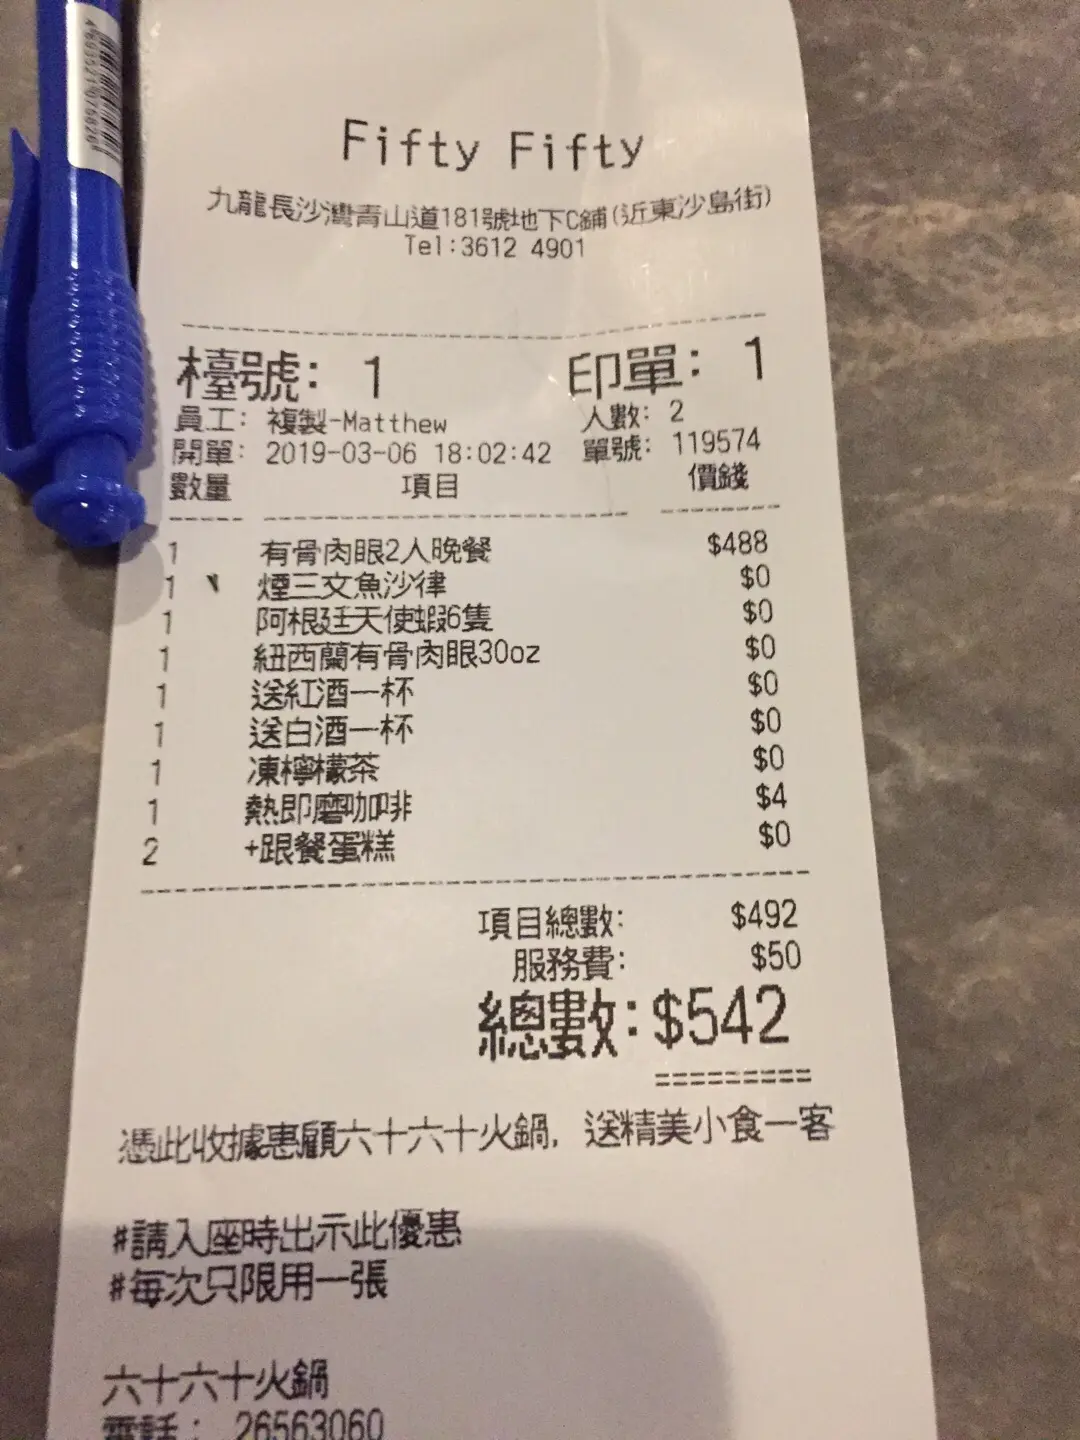 Fifty Fifty
九龍長沙灣青山道181號地下C舖(近東沙島街)
Tel:3612 4901
檯號: 1 印單: 1
員工: 複製-Matthew 人數: 2
開單: 2019-03-06 18:02:42 單號: 119574
數量 項目 價錢
1 有骨肉眼2人晚餐 $488
1 煙三文魚沙律 $0
1 阿根廷天使蝦6隻 $0
1 紐西蘭有骨肉眼30oz $0
1 送紅酒一杯 $0
1 送白酒一杯 $0
1 凍檸檬茶 $0
1 熱即磨咖啡 $4
2 +跟餐蛋糕 $0
項目總數: $492
服務費: $50
總數:$542
=========
憑此收據惠顧六十六十火鍋, 送精美小食一客
#請入座時出示此優惠
#每次只限用一張
六十六十火鍋
電話: 26563060